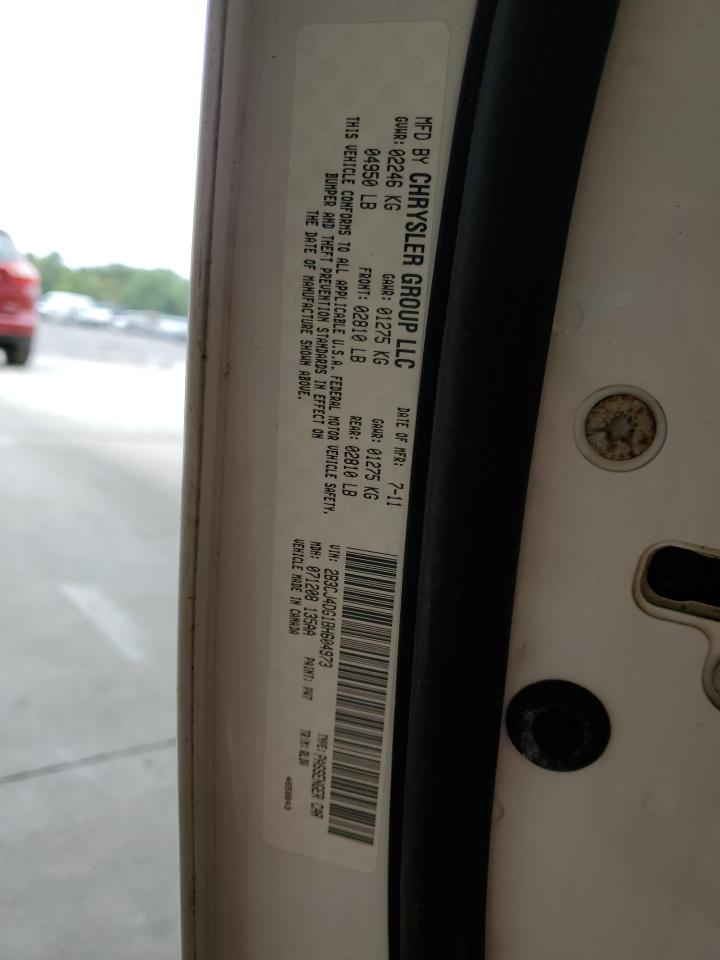 MFD BY CHRYSLER GROUP LLC DATE OF MFR: 7-11
GVWR: 02246 KG GAWR: 01275 KG GAWR: 01275 KG
04950 LB FRONT: 02810 LB REAR: 02810 LB
THIS VEHICLE CONFORMS TO ALL APPLICABLE U.S.A. FEDERAL MOTOR VEHICLE SAFETY,
BUMPER AND THEFT PREVENTION STANDARDS IN EFFECT ON
THE DATE OF MANUFACTURE SHOWN ABOVE.
VIN: 2B3CJ4DG1BH604973 TYPE: PASSENGER CAR
MDH: 071208 135AA PAINT: PW7 TRIM:
VEHICLE MADE IN CANADA